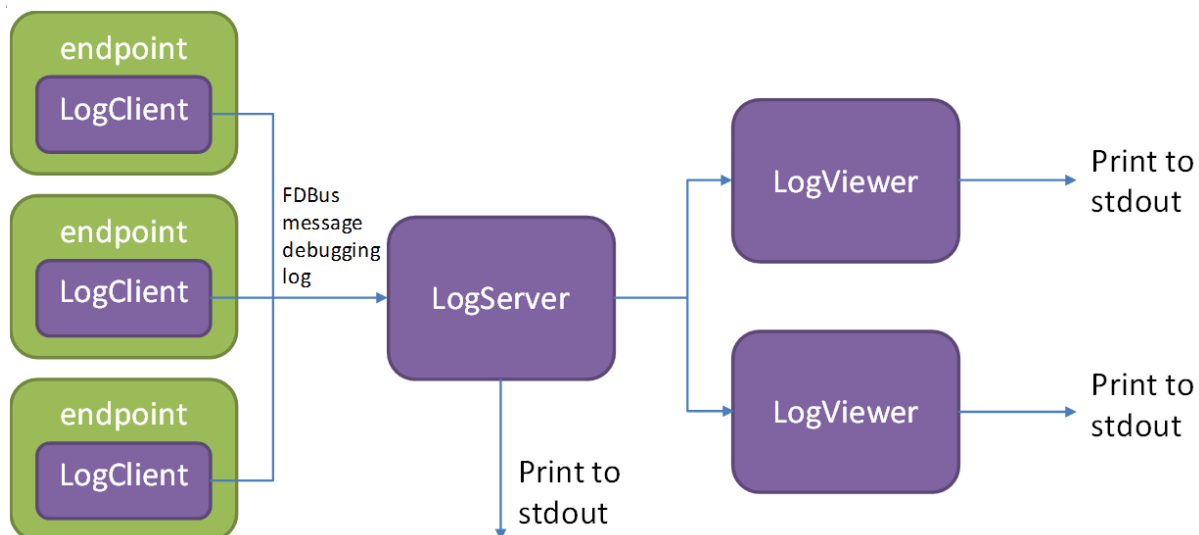 endpoint
LogClient
endpoint
LogClient
endpoint
LogClient
FDBus
message
debugging
log
LogServer
Print to
stdout
LogViewer
Print to
stdout
LogViewer
Print to
stdout